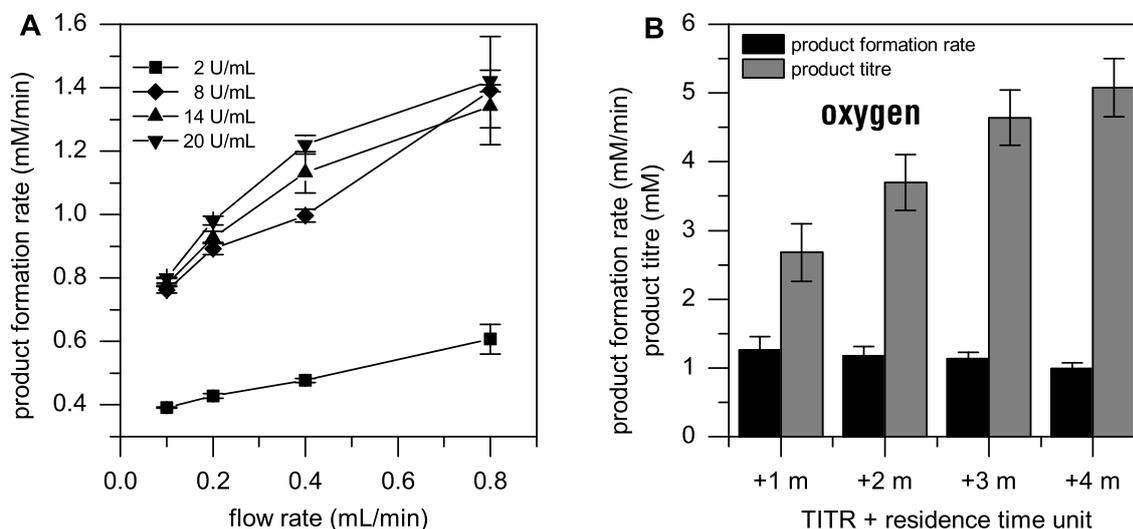 A
1.6
1.4
1.2
1.0
0.8
0.6
0.4
product formation rate (mM/min)
2 U/mL
8 U/mL
14 U/mL
20 U/mL
0.0 0.2 0.4 0.6 0.8
flow rate (mL/min)
B
6
5
4
3
2
1
0
product formation rate (mM/min)
product titre (mM)
product formation rate
product titre
oxygen
+1 m +2 m +3 m +4 m
TITR + residence time unit